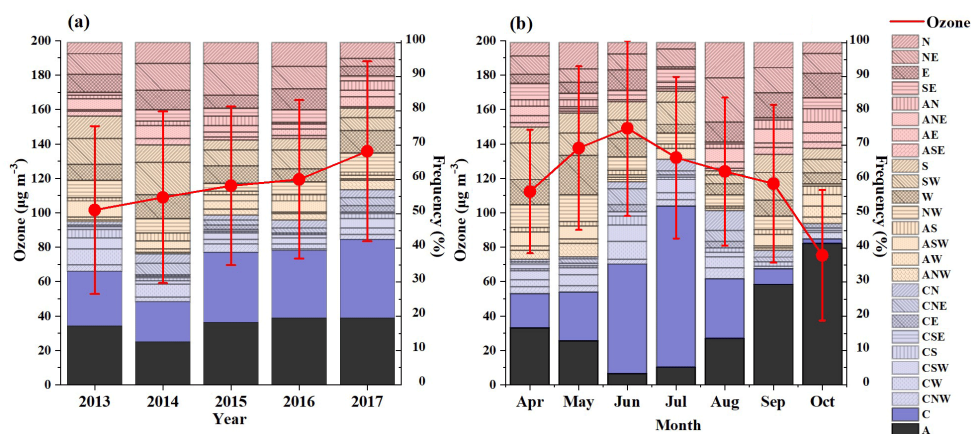 (a)
Ozone (μg m⁻³)
200
180
160
140
120
100
80
60
40
20
0
100
90
80
70
60
50
40
30
20
10
0
Frequency (%)
2013 2014 2015 2016 2017
Year
(b)
Ozone (μg m⁻³)
200
180
160
140
120
100
80
60
40
20
0
100
90
80
70
60
50
40
30
20
10
0
Frequency (%)
Apr May Jun Jul Aug Sep Oct
Month
Ozone
N
NE
E
SE
AN
ANE
AE
ASE
S
SW
W
NW
AS
ASW
AW
ANW
CN
CNE
CE
CSE
CS
CSW
CW
CNW
C
A